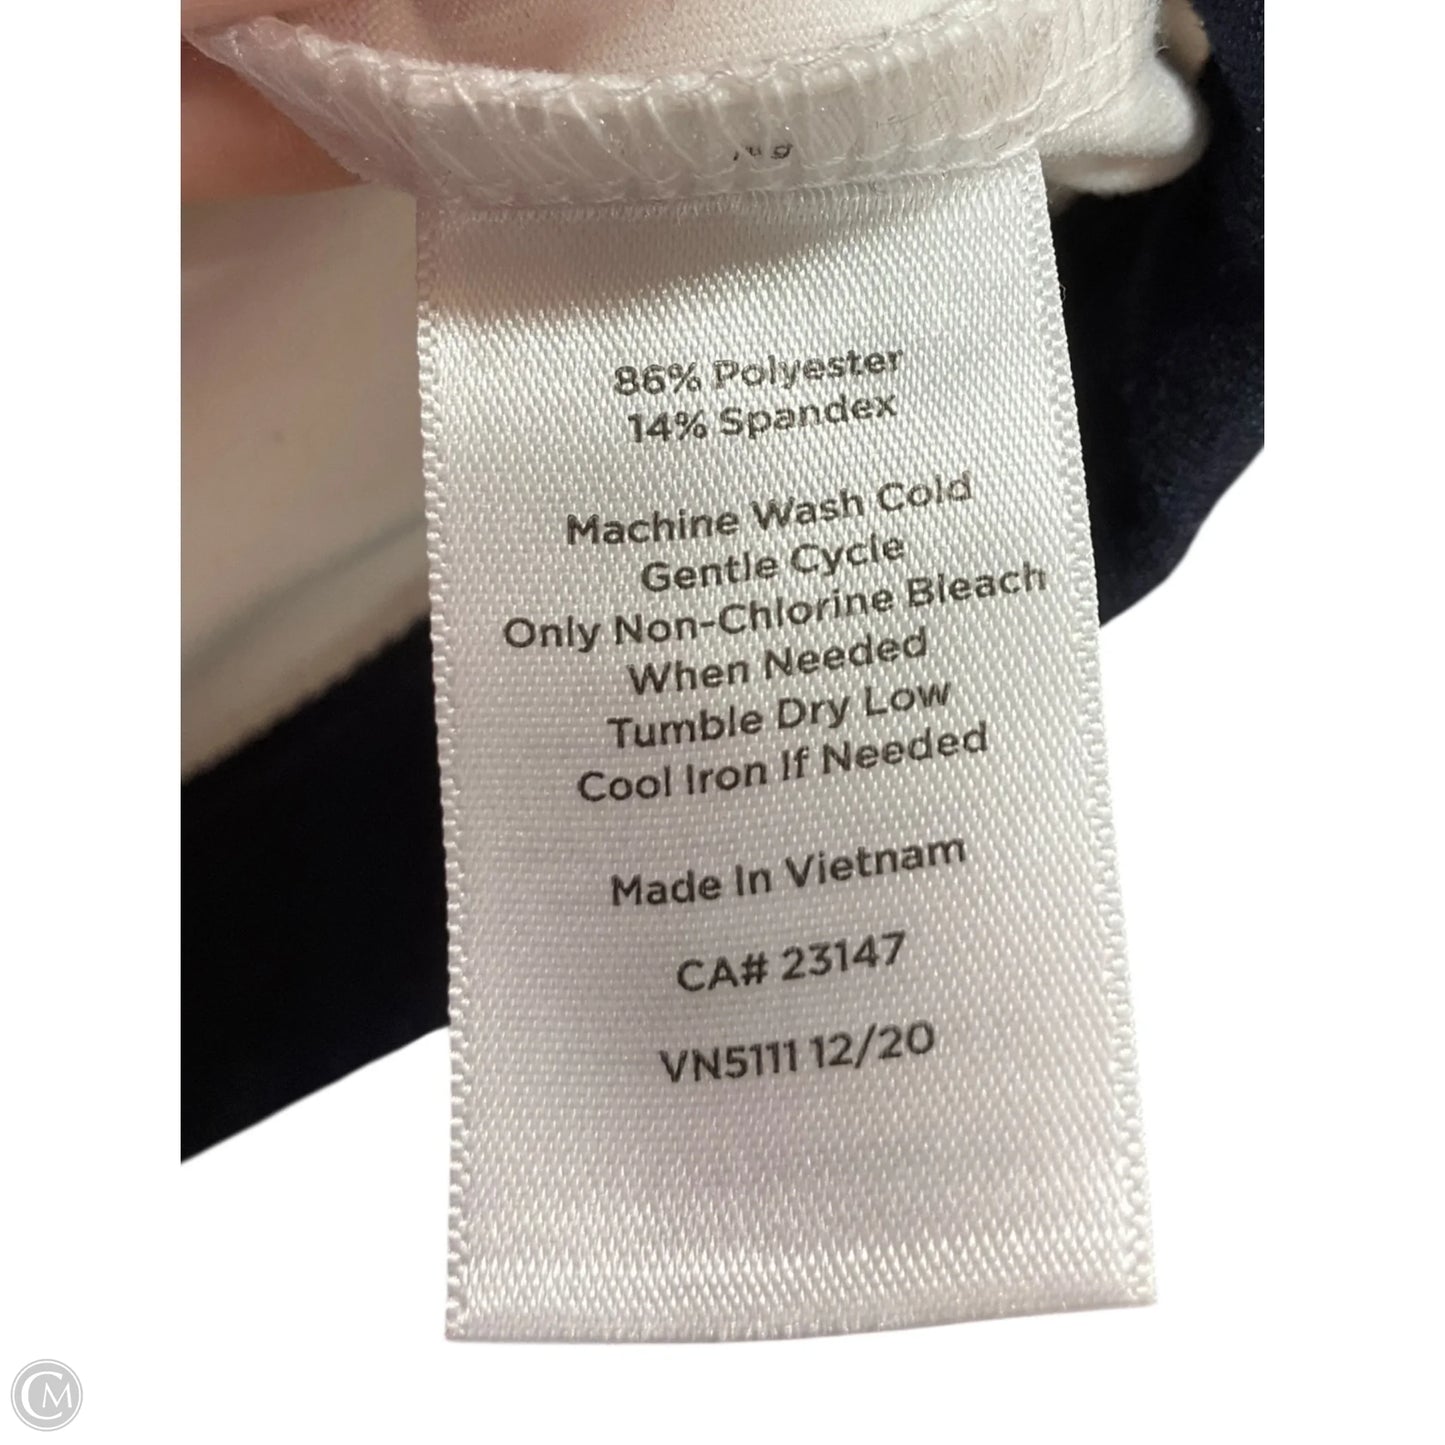 86% Polyester
14% Spandex
Machine Wash Cold
Gentle Cycle
Only Non-Chlorine Bleach
When Needed
Tumble Dry Low
Cool Iron If Needed
Made In Vietnam
CA# 23147
VN5111 12/20
CM